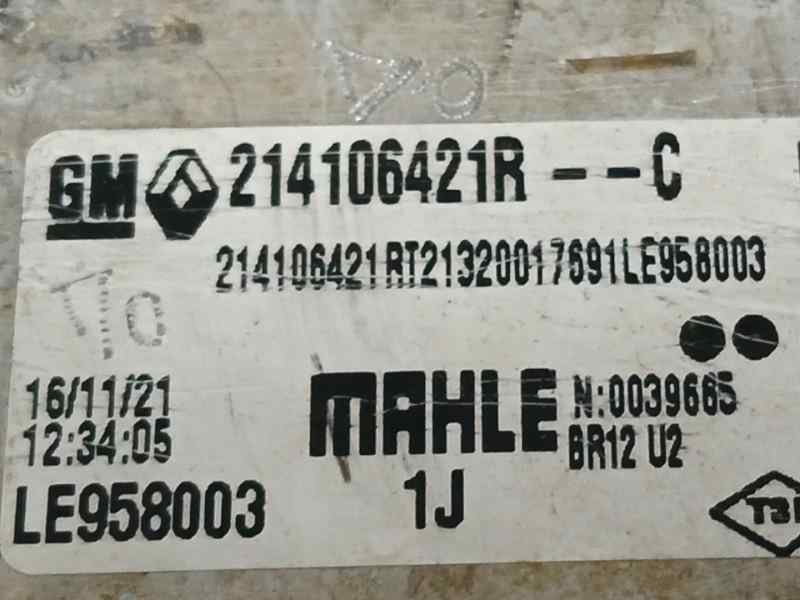 GM 214106421R - - C
214106421RT21320017691LE958003
16/11/21
12:34:05
MAHLE
N:0039665
BR12 U2
LE958003
1J